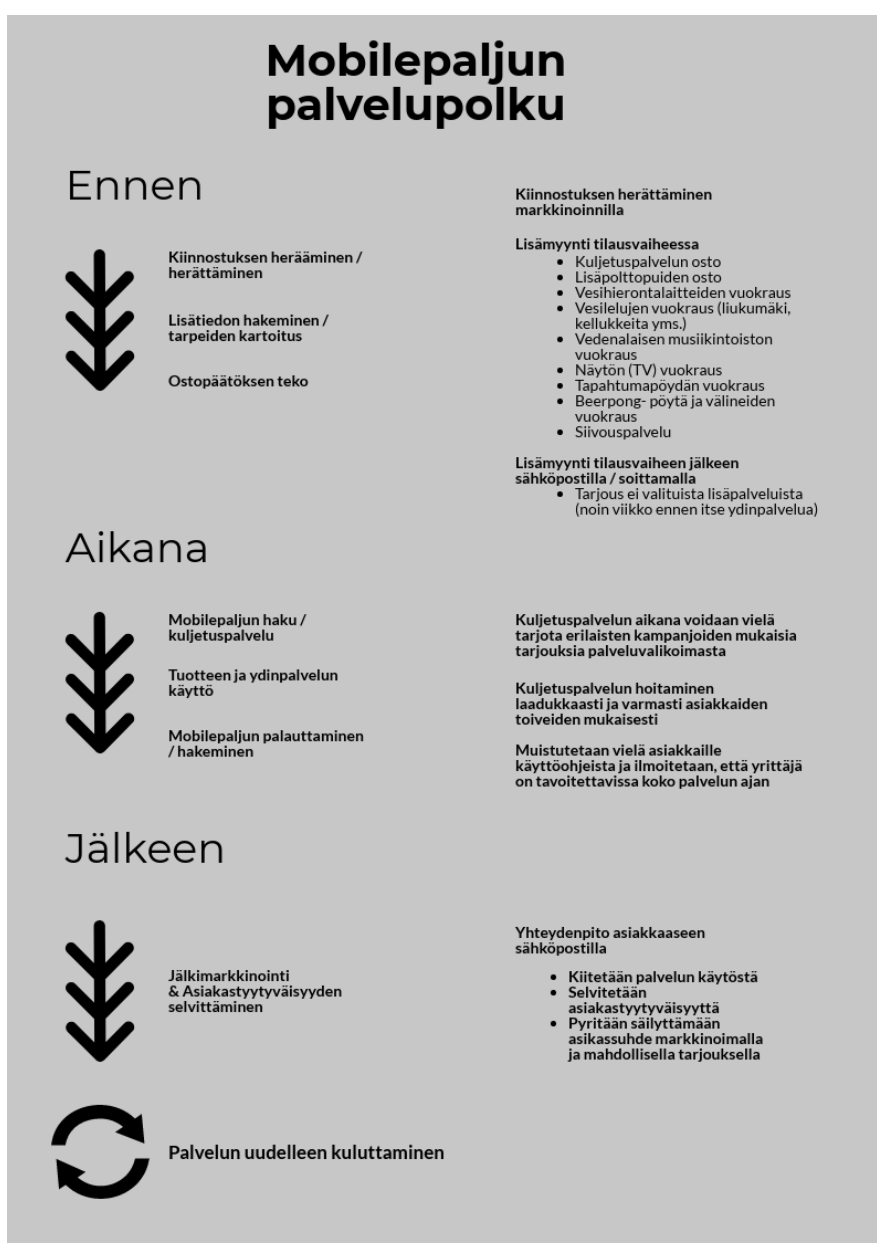 Mobilepaljun
palvelupolku
Ennen
Kiinnostuksen herääminen /
herättäminen
Lisätiedon hakeminen /
tarpeiden kartoitus
Ostopäätöksen teko
Kiinnostuksen herättäminen
markkinoinnilla
Lisämyynti tilausvaiheessa
• Kuljetuspalvelun osto
• Lisäpolttopuiden osto
• Vesihierontalaitteiden vuokraus
• Vesilelujen vuokraus (liukumäki,
kellukkeita yms.)
• Vedenalaisen musiikintoiston
vuokraus
• Näytön (TV) vuokraus
• Tapahtumapöydän vuokraus
• Beerpong- pöytä ja välineiden
vuokraus
• Siivouspalvelu
Lisämyynti tilausvaiheen jälkeen
sähköpostilla / soittamalla
• Tarjous ei valituista lisäpalveluista
(noin viikko ennen itse ydinpalvelua)
Aikana
Mobilepaljun haku /
kuljetuspalvelu
Tuotteen ja ydinpalvelun
käyttö
Mobilepaljun palauttaminen
/ hakeminen
Kuljetuspalvelun aikana voidaan vielä
tarjota erilaisten kampanjoiden mukaisia
tarjouksia palveluvalikoimasta
Kuljetuspalvelun hoitaminen
laadukkaasti ja varmasti asiakkaiden
toiveiden mukaisesti
Muistutetaan vielä asiakkaille
käyttöohjeista ja ilmoitetaan, että yrittäjä
on tavoitettavissa koko palvelun ajan
Jälkeen
Jälkimarkkinointi
& Asiakastyytyväisyyden
selvittäminen
Yhteydenpito asiakkaaseen
sähköpostilla
• Kiitetään palvelun käytöstä
• Selvitetään
asiakastyytyväisyyttä
• Pyritään säilyttämään
asikassuhde markkinoimalla
ja mahdollisella tarjouksella
Palvelun uudelleen kuluttaminen